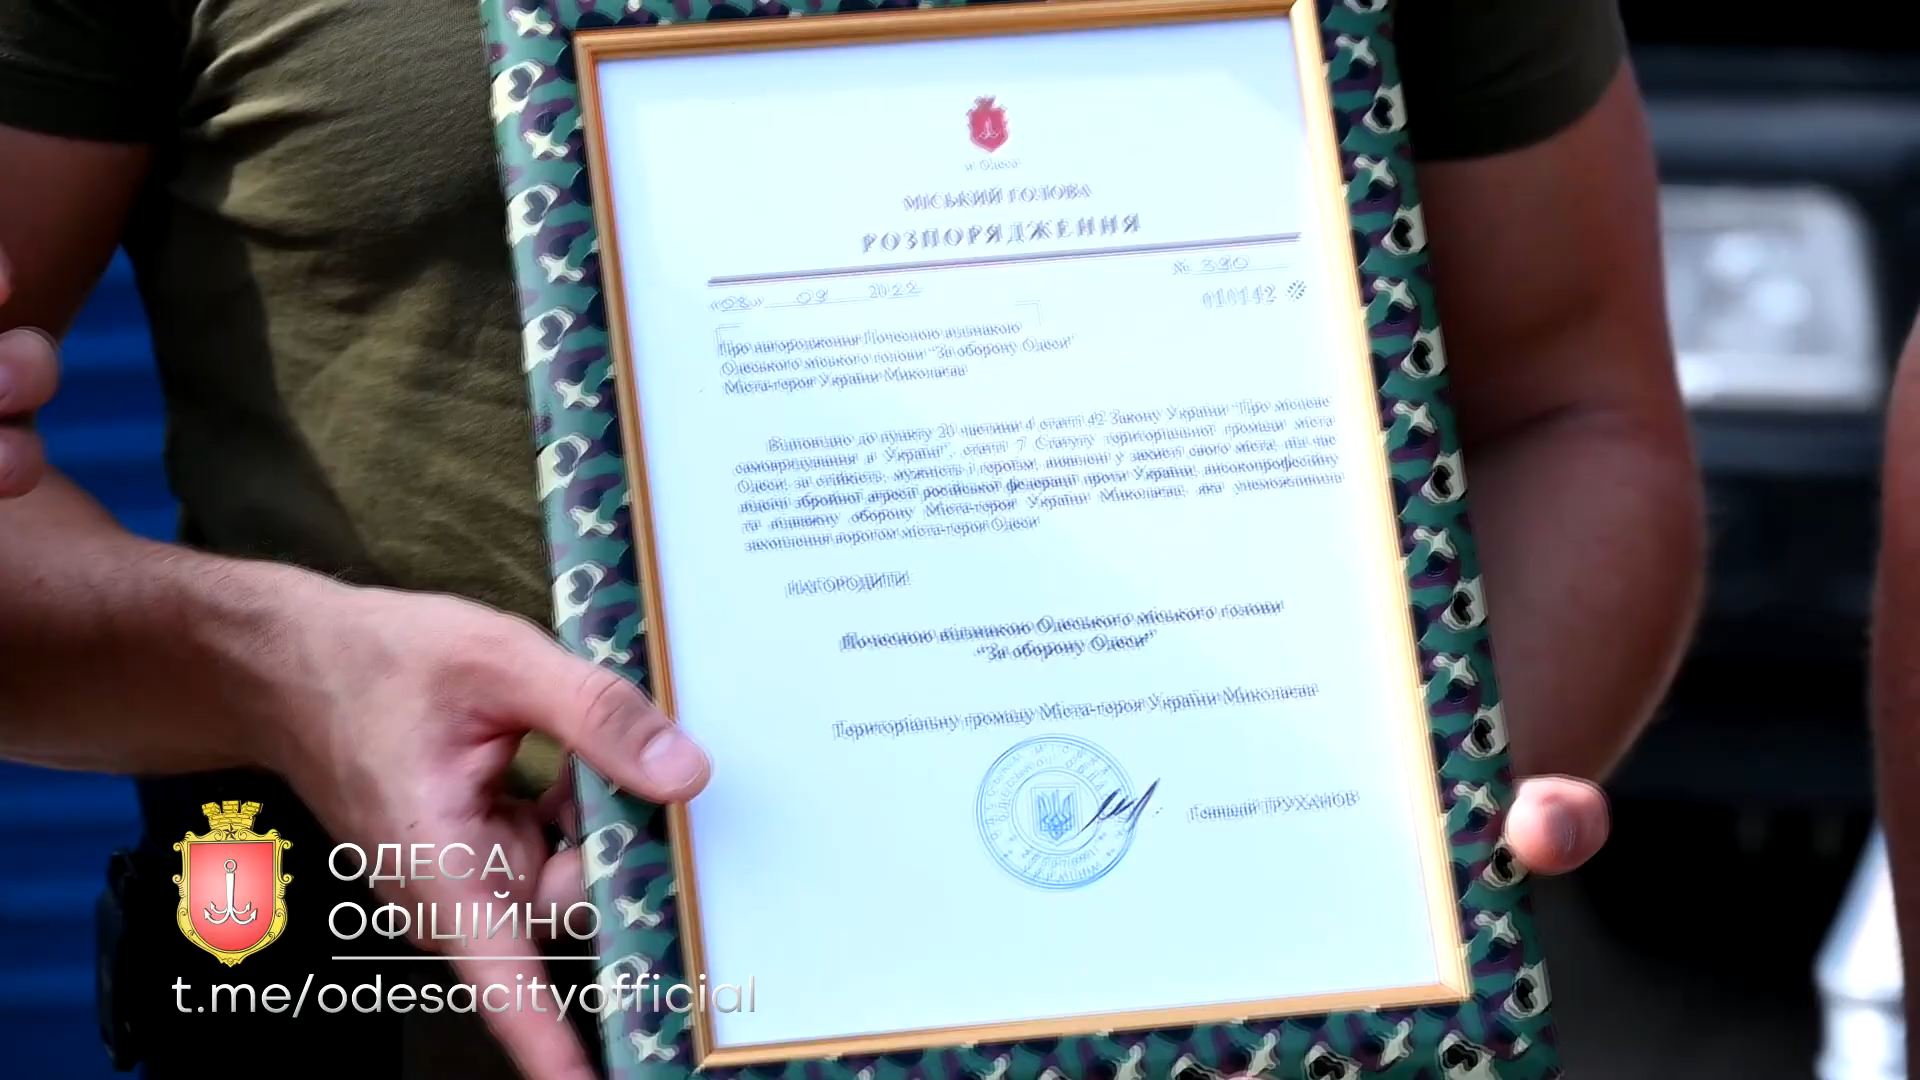 м. Одеса
МІСЬКИЙ ГОЛОВА
РОЗПОРЯДЖЕННЯ
№ 390
«08» 09 2022
010142
Про нагородження Почесною відзнакою
Одеського міського голови “За оборону Одеси”
Міста-героя України Миколаєва
Відповідно до пункту 20 частини 4 статті 42 Закону України “Про місцеве
самоврядування в Україні”, статті 7 Статуту територіальної громади міста
Одеси, за стійкість, мужність і героїзм, виявлені у захисті свого міста, під час
відсічі збройної агресії російської федерації проти України, високопрофесійну
та відважну оборону Міста-героя України Миколаєва, яка унеможливила
захоплення ворогом міста-героя Одеси
НАГОРОДИТИ:
Почесною відзнакою Одеського міського голови
“За оборону Одеси”
Територіальну громаду Міста-героя України Миколаєва
Геннадій ТРУХАНОВ
ОДЕСА.
ОФІЦІЙНО
t.me/odesacityofficial